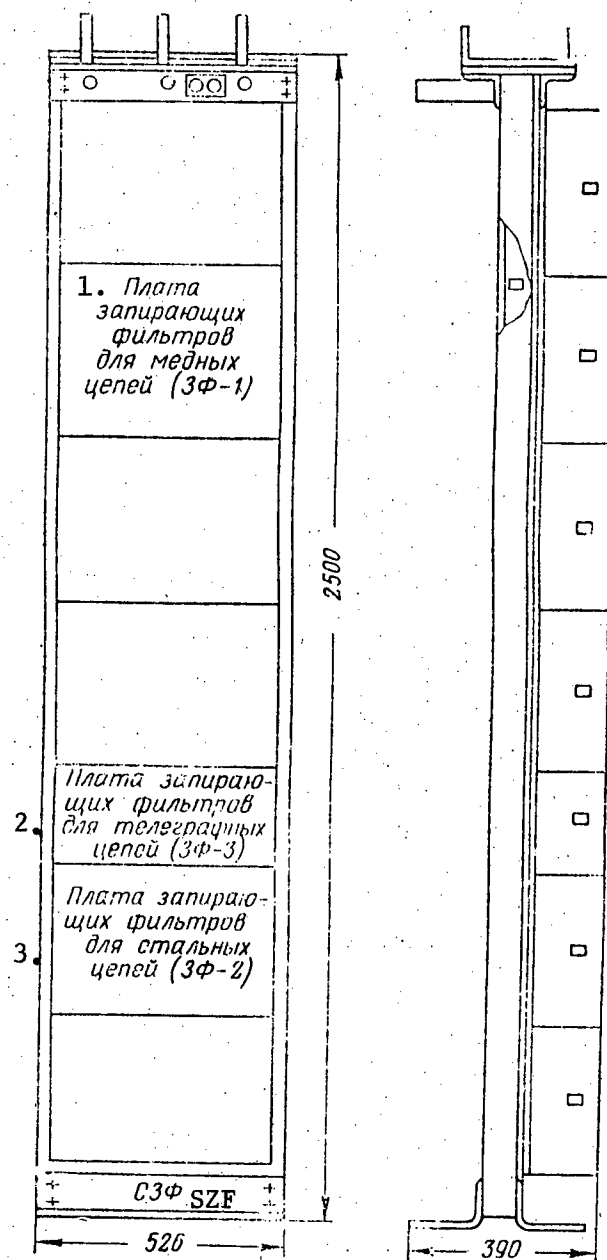 1. Плата
запирающих
фильтров
для медных
цепей (ЗФ-1)
2500
Плата запираю-
щих фильтров
2. для телеграфных
цепей (ЗФ-3)
Плата запираю-
щих фильтров
для стальных
3. цепей (ЗФ-2)
СЗФ SZF
526
390